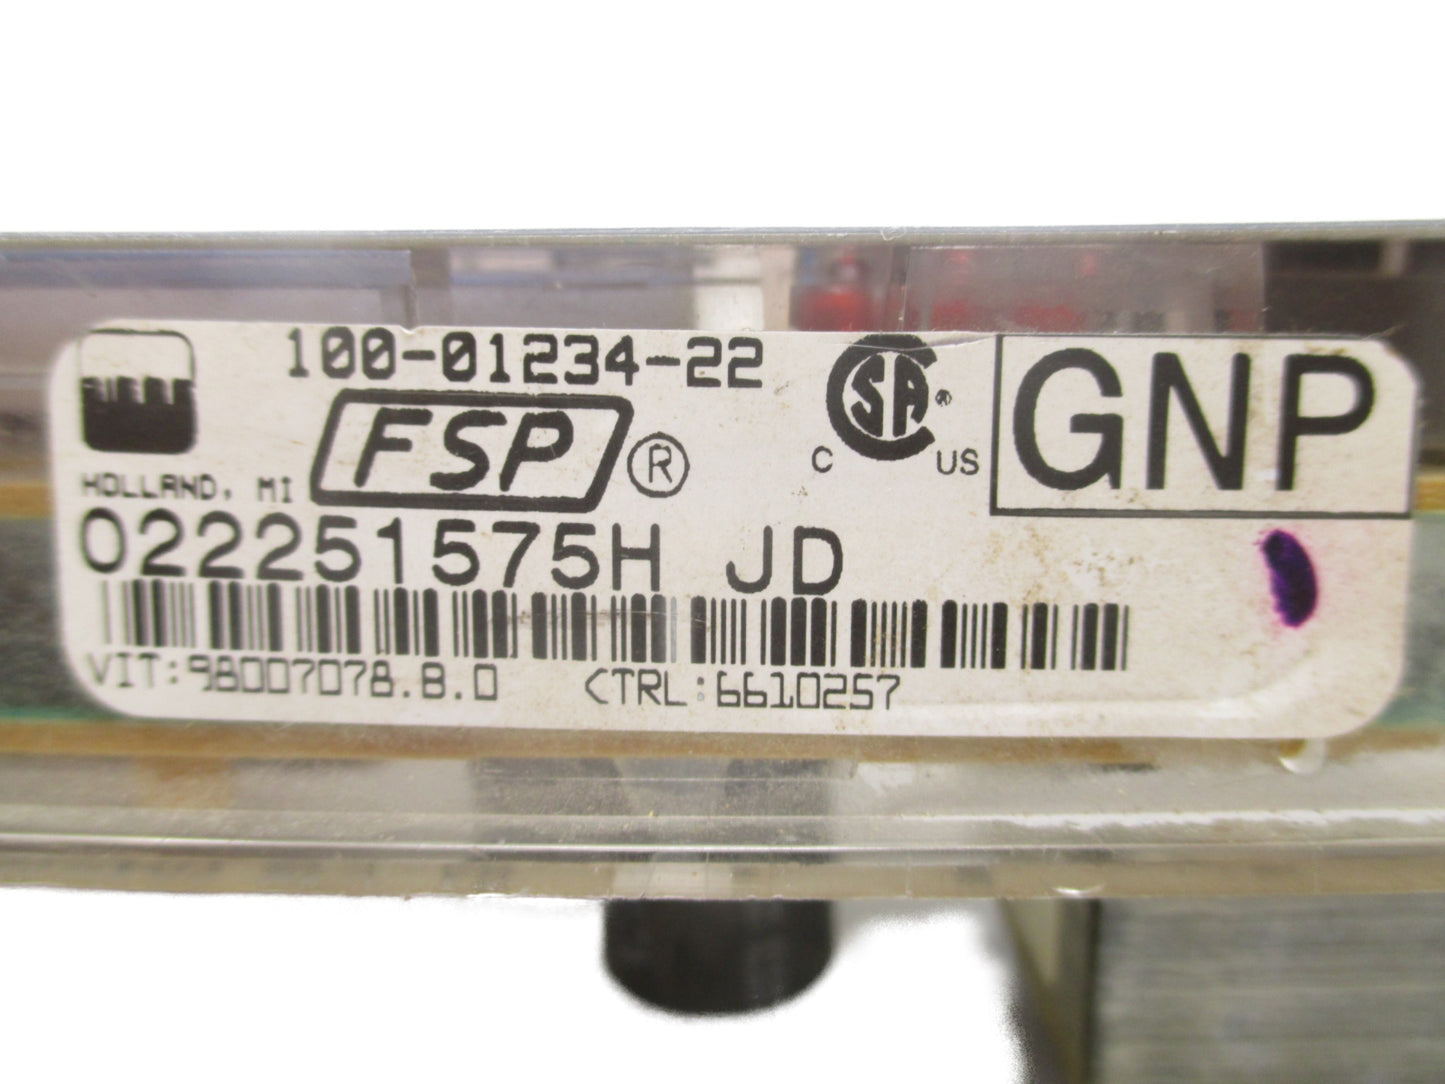 100-01234-22
FSP®
HOLLAND, MI
C US
GNP
022251575H JD
VIT:98007078.B.0 CTRL:6610257